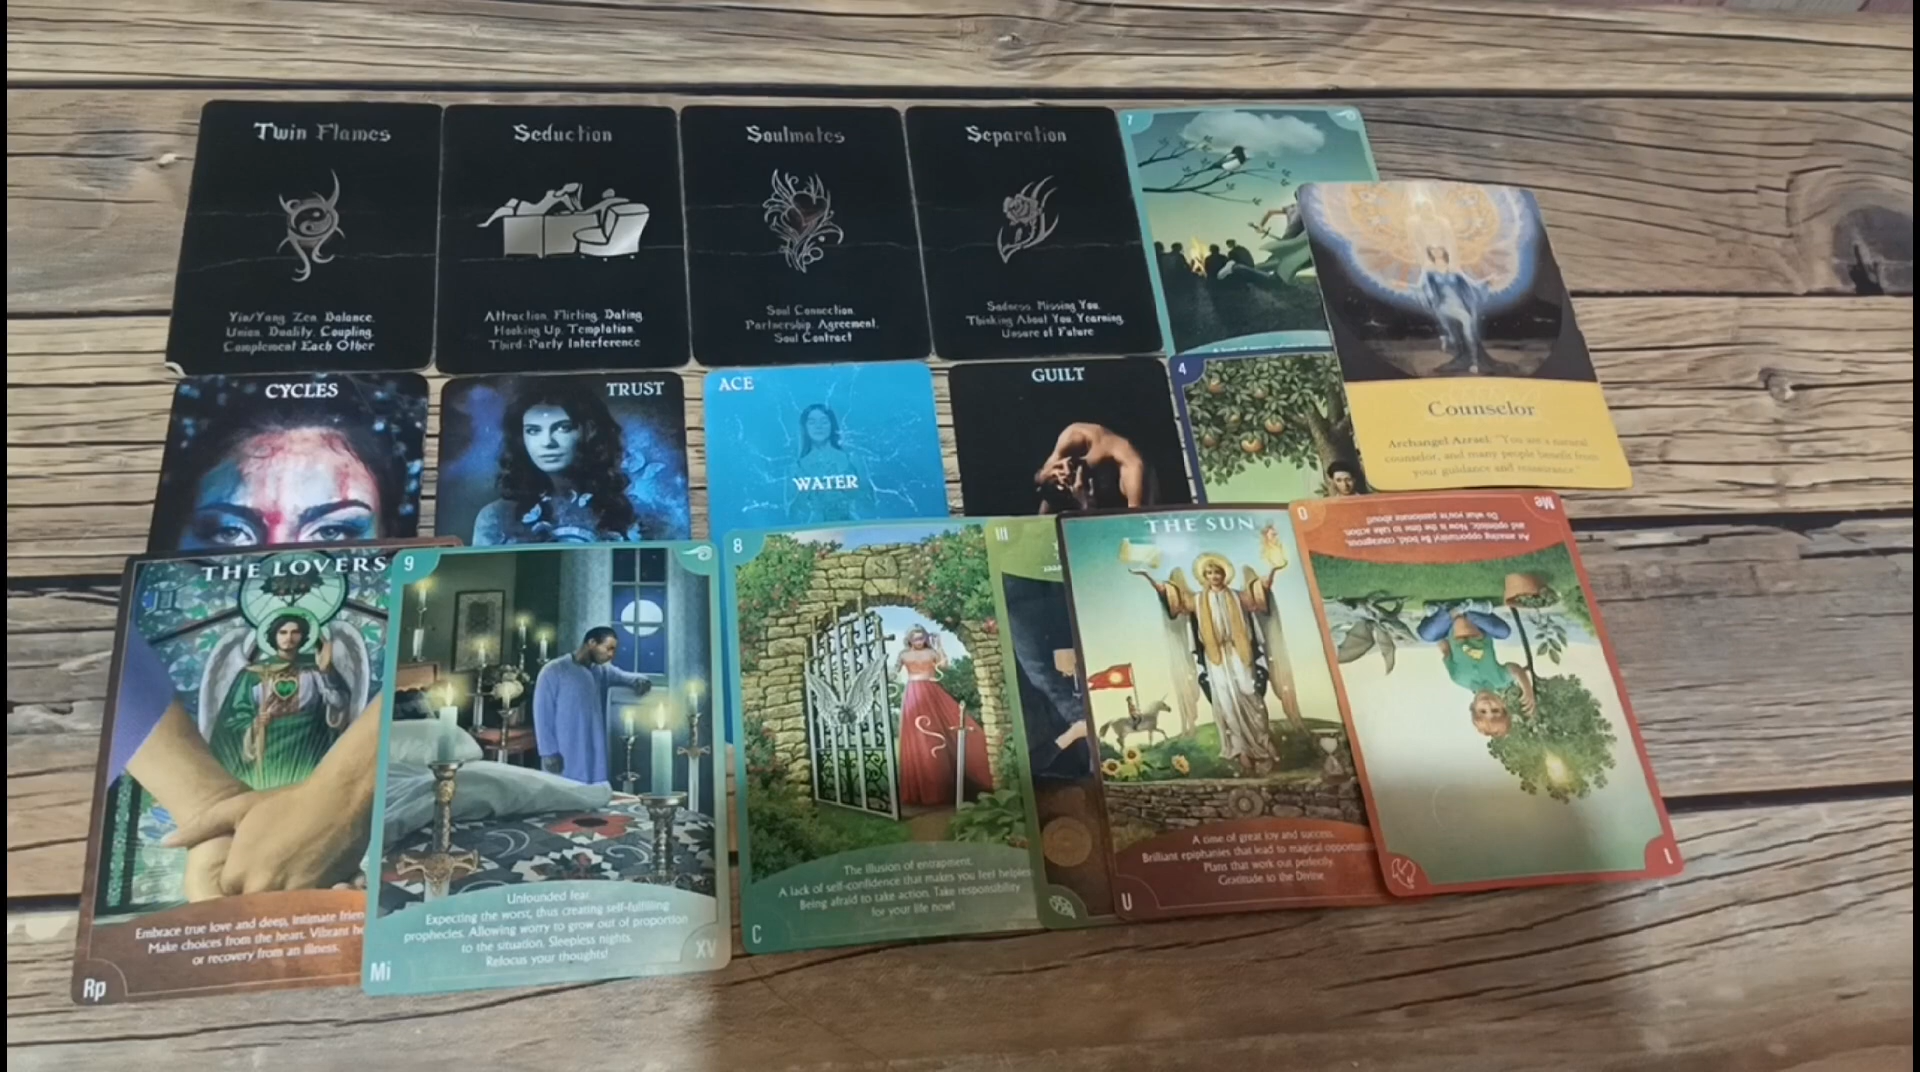 Twin Flames
Yin/Yang, Zen, Balance,
Union, Duality, Coupling,
Complement Each Other
Seduction
Attraction, Flirting, Dating
Hooking Up, Temptation,
Third-Party Interference
Soulmates
Soul Connection
Partnership, Agreement,
Soul Contract
Separation
Sadness, Missing You,
Thinking About You, Yearning,
Unsure of Future
7
CYCLES
TRUST
ACE
WATER
GUILT
4
Counselor
Archangel Azrael: "You are a natural
counselor, and many people benefit from
your guidance and reassurance"
THE LOVERS
Embrace true love and deep, intimate frien
Make choices from the heart. Vibrant he
or recovery from an illness.
Rp
9
Unfounded fear.
Expecting the worst, thus creating self-fulfilling
prophecies. Allowing worry to grow out of proportion
to the situation. Sleepless nights.
Refocus your thoughts!
Mi
XV
8
The illusion of entrapment.
A lack of self-confidence that makes you feel helpless
Being afraid to take action. Take responsibility
for your life now!
C
III
THE SUN
A time of great joy and success.
Brilliant epiphanies that lead to magical opportun
Plans that work out perfectly.
Gratitude to the Divine.
U
An amazing opportunity! Be bold, courageous,
and optimistic. Now is the time to take action.
Do what you're passionate about!
Me
0
1